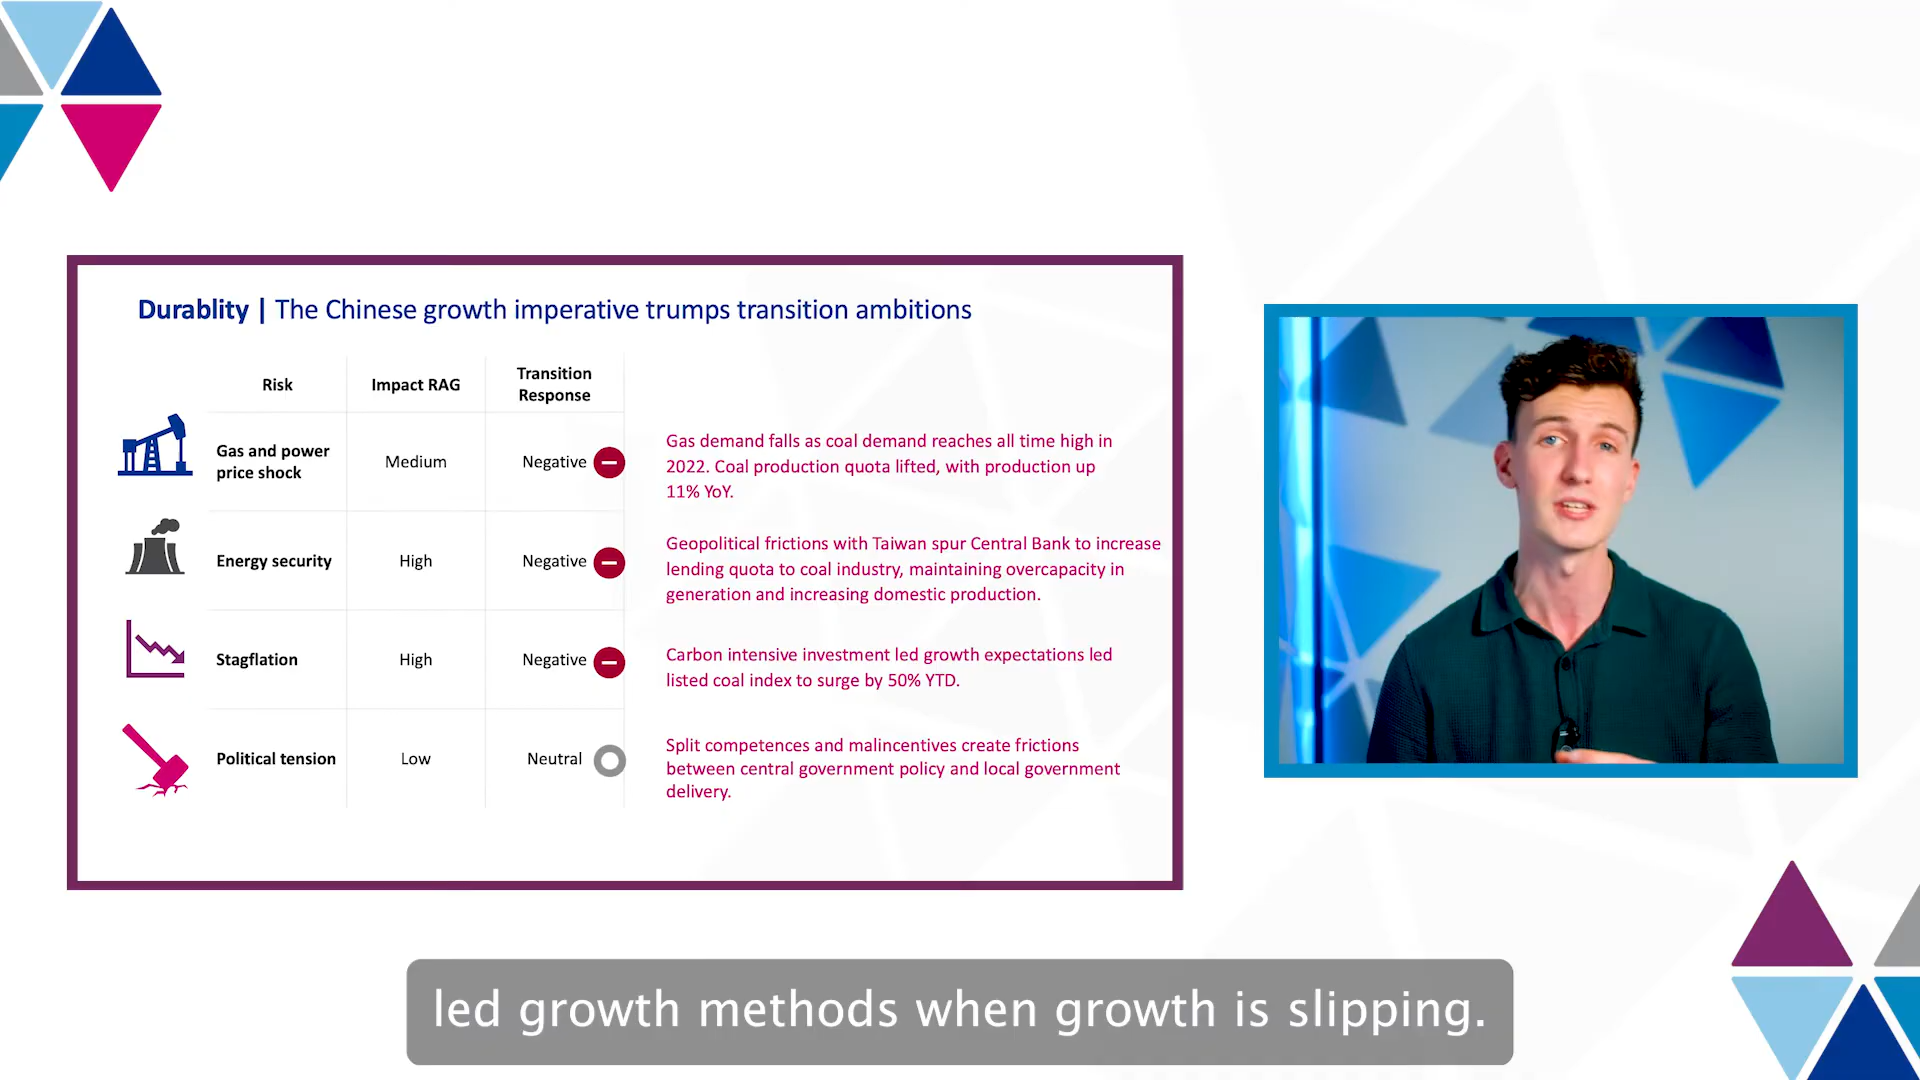 Durablity | The Chinese growth imperative trumps transition ambitions
Risk
Impact RAG
Transition
Response
Gas and power
price shock
Medium
Negative
Gas demand falls as coal demand reaches all time high in
2022. Coal production quota lifted, with production up
11% YoY.
Energy security
High
Negative
Geopolitical frictions with Taiwan spur Central Bank to increase
lending quota to coal industry, maintaining overcapacity in
generation and increasing domestic production.
Stagflation
High
Negative
Carbon intensive investment led growth expectations led
listed coal index to surge by 50% YTD.
Political tension
Low
Neutral
Split competences and malincentives create frictions
between central government policy and local government
delivery.
led growth methods when growth is slipping.